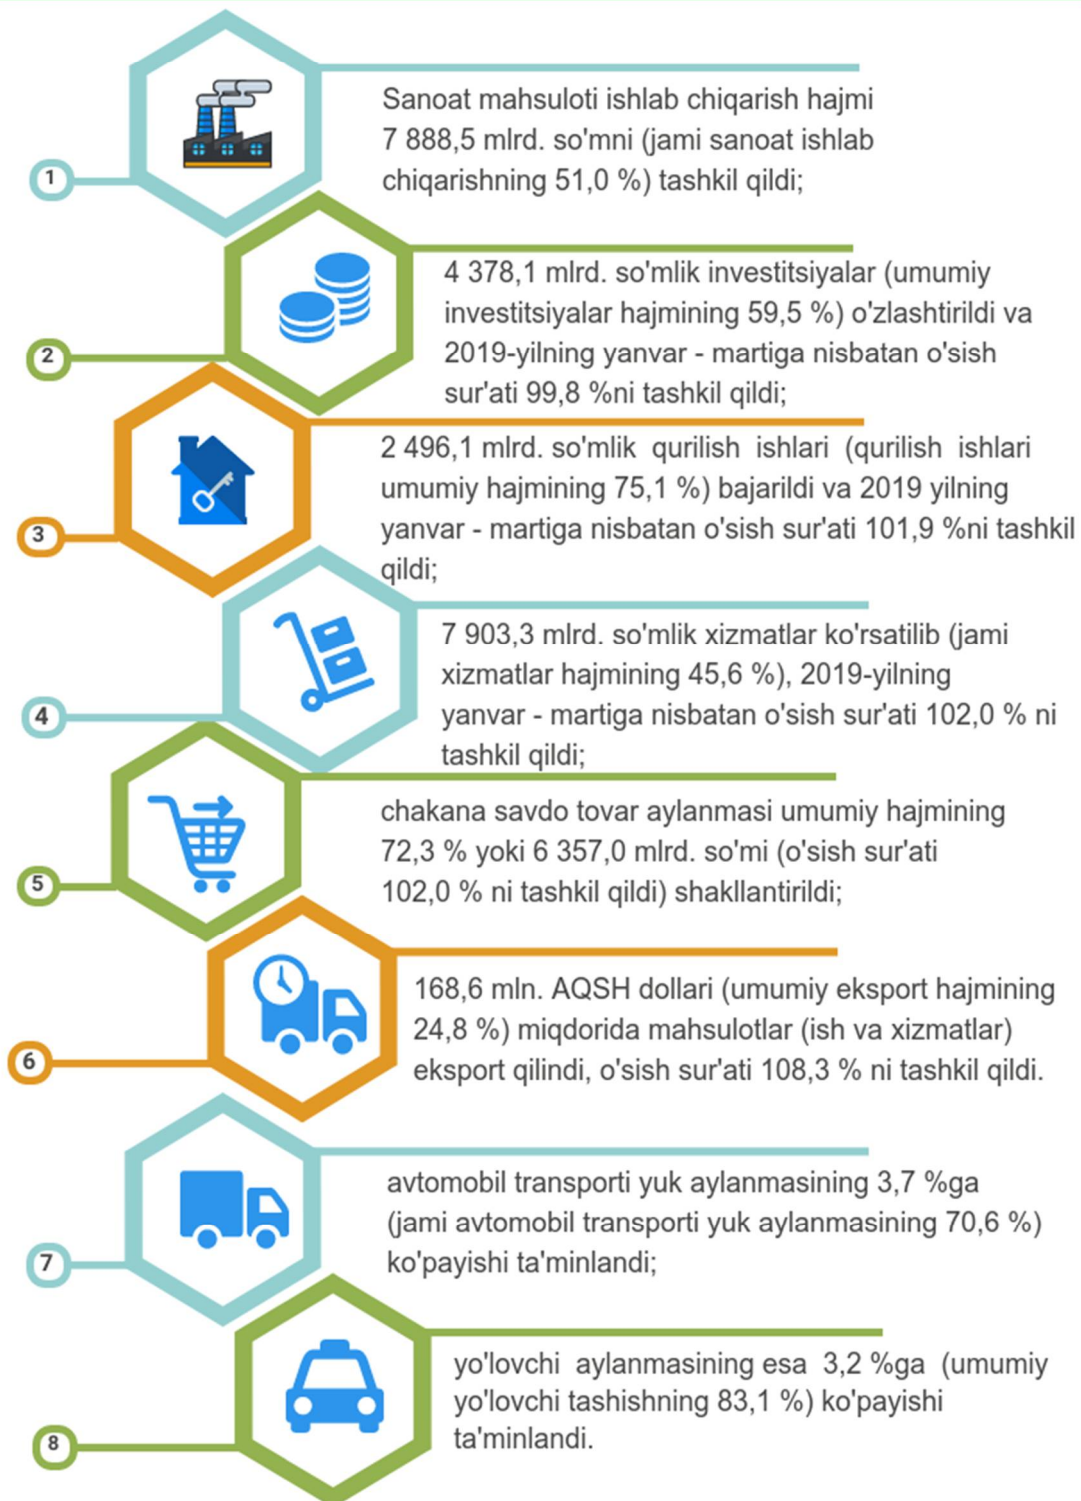 1
Sanoat mahsuloti ishlab chiqarish hajmi
7 888,5 mlrd. so'mni (jami sanoat ishlab
chiqarishning 51,0 %) tashkil qildi;
2
4 378,1 mlrd. so'mlik investitsiyalar (umumiy
investitsiyalar hajmining 59,5 %) o'zlashtirildi va
2019-yilning yanvar - martiga nisbatan o'sish
sur'ati 99,8 %ni tashkil qildi;
3
2 496,1 mlrd. so'mlik qurilish ishlari (qurilish ishlari
umumiy hajmining 75,1 %) bajarildi va 2019 yilning
yanvar - martiga nisbatan o'sish sur'ati 101,9 %ni tashkil
qildi;
4
7 903,3 mlrd. so'mlik xizmatlar ko'rsatilib (jami
xizmatlar hajmining 45,6 %), 2019-yilning
yanvar - martiga nisbatan o'sish sur'ati 102,0 % ni
tashkil qildi;
5
chakana savdo tovar aylanmasi umumiy hajmining
72,3 % yoki 6 357,0 mlrd. so'mi (o'sish sur'ati
102,0 % ni tashkil qildi) shakllantirildi;
6
168,6 mln. AQSH dollari (umumiy eksport hajmining
24,8 %) miqdorida mahsulotlar (ish va xizmatlar)
eksport qilindi, o'sish sur'ati 108,3 % ni tashkil qildi.
7
avtomobil transporti yuk aylanmasining 3,7 %ga
(jami avtomobil transporti yuk aylanmasining 70,6 %)
ko'payishi ta'minlandi;
8
yo'lovchi aylanmasining esa 3,2 %ga (umumiy
yo'lovchi tashishning 83,1 %) ko'payishi
ta'minlandi.